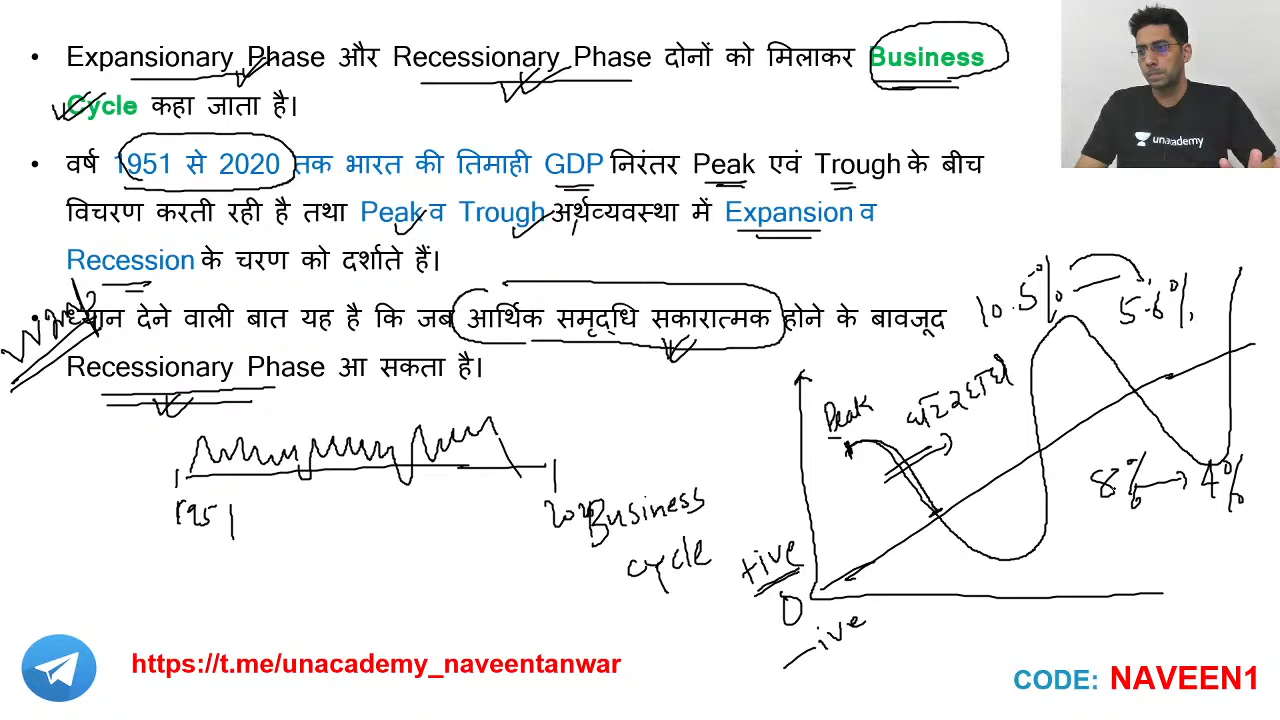 • Expansionary Phase और Recessionary Phase दोनों को मिलाकर Business
Cycle कहा जाता है।
• वर्ष 1951 से 2020 तक भारत की तिमाही GDP निरंतर Peak एवं Trough के बीच
विचरण करती रही है तथा Peak व Trough अर्थव्यवस्था में Expansion व
Recession के चरण को दर्शाते हैं।
ध्यान देने वाली बात यह है कि जब आर्थिक समृद्धि सकारात्मक होने के बावजूद
Recessionary Phase आ सकता है।
unacademy
10.5%
5.6%
Peak
8% → 4%
1951
Business
cycle
+ive
0
-ive
https://t.me/unacademy_naveentanwar
CODE: NAVEEN1